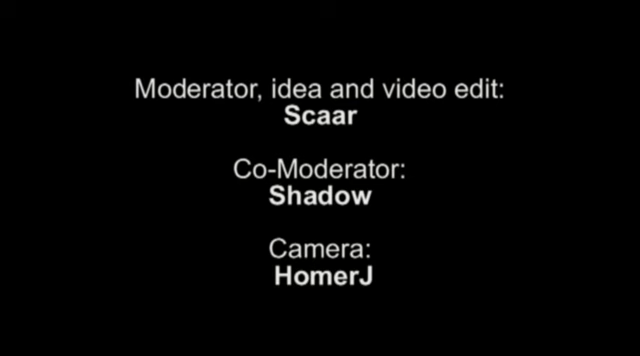 Moderator, idea and video edit:
Scaar
Co-Moderator:
Shadow
Camera:
HomerJ